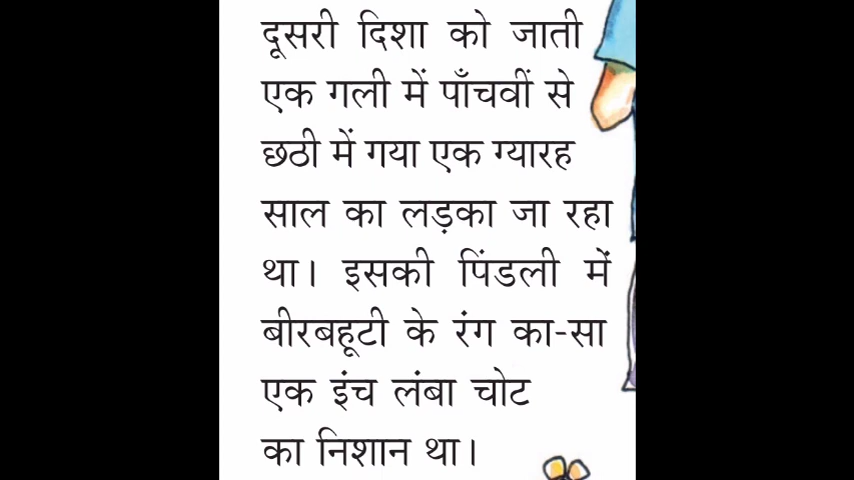 दूसरी दिशा को जाती
एक गली में पाँचवीं से
छठी में गया एक ग्यारह
साल का लड़का जा रहा
था। इसकी पिंडली में
बीरबहूटी के रंग का-सा
एक इंच लंबा चोट
का निशान था।